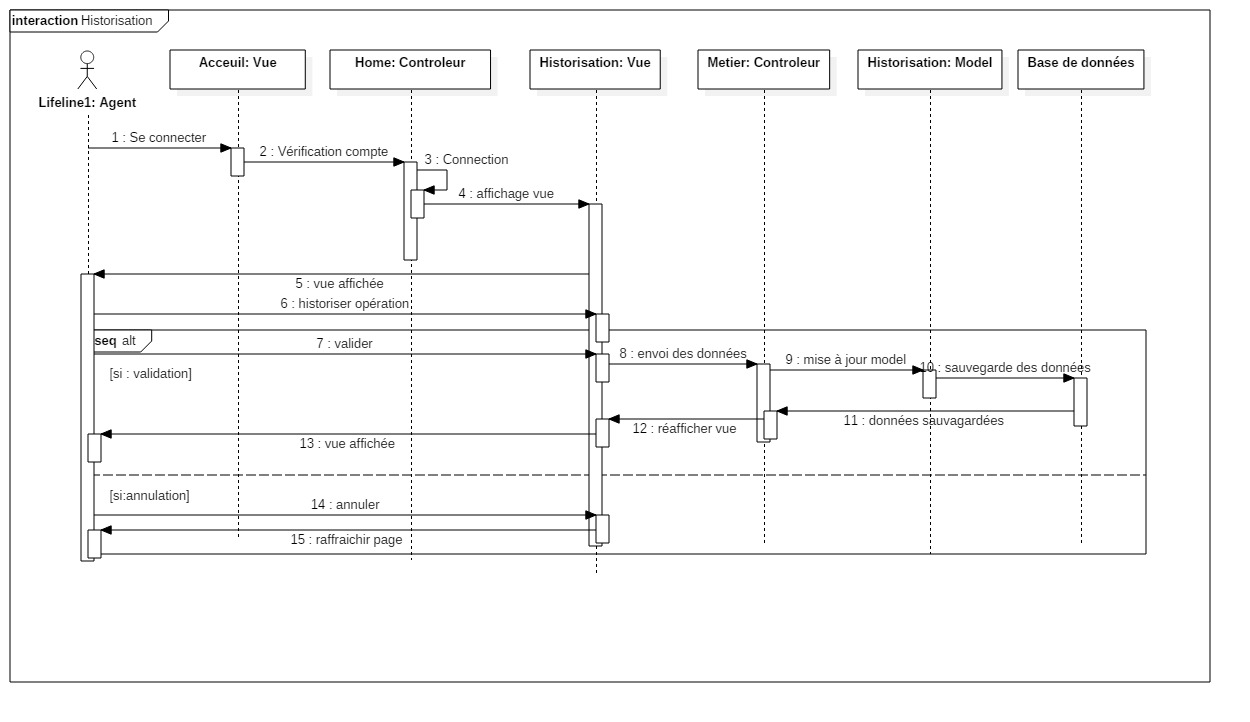 interaction Historisation
Acceuil: Vue
Home: Controleur
Historisation: Vue
Metier: Controleur
Historisation: Model
Base de données
Lifeline1: Agent
1 : Se connecter
2 : Vérification compte
3 : Connection
4 : affichage vue
5 : vue affichée
6 : historiser opération
seq alt
7 : valider
8 : envoi des données
9 : mise à jour model
10 : sauvegarde des données
[si : validation]
11 : données sauvagardées
12 : réafficher vue
13 : vue affichée
[si:annulation]
14 : annuler
15 : raffraichir page